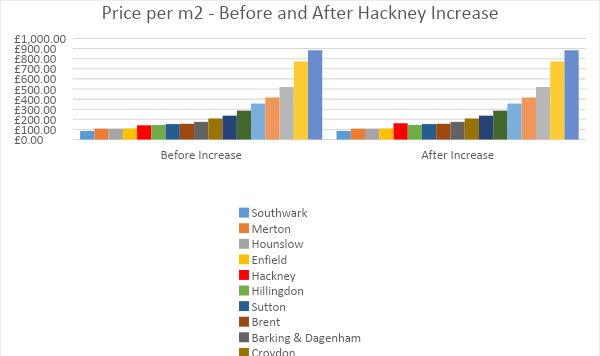 Price per m2 - Before and After Hackney Increase
£1,000.00
£900.00
£800.00
£700.00
£600.00
£500.00
£400.00
£300.00
£200.00
£100.00
£0.00
Before Increase
After Increase
Southwark
Merton
Hounslow
Enfield
Hackney
Hillingdon
Sutton
Brent
Barking & Dagenham
Croydon